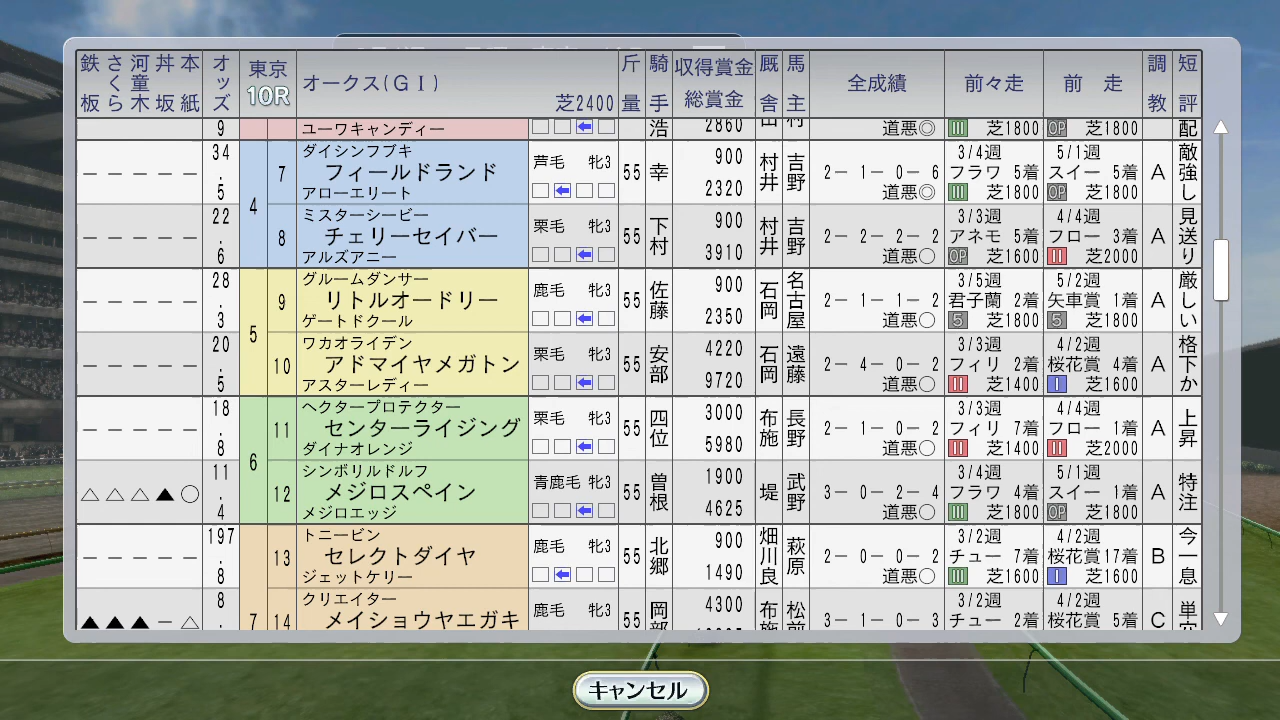 鉄板 さくら 河童木 丼坂 本紙 オッズ 東京 10R オークス(GⅠ) 芝2400 斤量 騎手 収得賞金 総賞金 厩舎 馬主 全成績 前々走 前 走 調教 短評
9 ユーワキャンディー 浩 2860 道悪◎ Ⅲ 芝1800 OP 芝1800 配
34.5 4 7 ダイシンフブキ 芦毛 牝3 55 幸 900 村井 吉野 2－1－0－6 3/4週 5/1週 A 敵強し
フィールドランド フラワ 5着 スイー 5着
アローエリート 2320 道悪◎ Ⅲ 芝1800 OP 芝1800
－－－－－ 22.6 8 ミスターシービー 栗毛 牝3 55 下村 900 村井 吉野 2－2－2－2 3/3週 4/4週 A 見送り
チェリーセイバー アネモ 5着 フロー 3着
アルズアニー 3910 道悪○ OP 芝1600 Ⅱ 芝2000
－－－－－ 28.3 5 9 グルームダンサー 鹿毛 牝3 55 佐藤 900 石岡 名古屋 2－1－1－2 3/5週 5/2週 A 厳しい
リトルオードリー 君子蘭 2着 矢車賞 1着
ゲートドクール 2350 道悪○ 5 芝1800 5 芝1800
－－－－－ 20.5 10 ワカオライデン 栗毛 牝3 55 安部 4220 石岡 遠藤 2－4－0－2 3/3週 4/2週 A 格下か
アドマイヤメガトン フィリ 2着 桜花賞 4着
アスターレディー 9720 道悪○ Ⅱ 芝1400 Ⅰ 芝1600
－－－－－ 18.8 6 11 ヘクタープロテクター 栗毛 牝3 55 四位 3000 布施 長野 2－1－0－2 3/3週 4/4週 A 上昇
センターライジング フィリ 7着 フロー 1着
ダイナオレンジ 5980 道悪○ Ⅱ 芝1400 Ⅱ 芝2000
△△△▲○ 11.4 12 シンボリルドルフ 青鹿毛 牝3 55 曽根 1900 堤 武野 3－0－2－4 3/4週 5/1週 A 特注
メジロスペイン フラワ 4着 スイー 1着
メジロエッジ 4625 道悪○ Ⅲ 芝1800 OP 芝1800
－－－－－ 197.8 13 トニービン 鹿毛 牝3 55 北郷 900 畑川良 萩原 2－0－0－2 3/2週 4/2週 B 今一息
セレクトダイヤ チュー 7着 桜花賞17着
ジェットケリー 1490 道悪○ Ⅲ 芝1600 Ⅰ 芝1600
▲▲▲－△ 8. 7 14 クリエイター 鹿毛 牝3 55 岡部 4300 布施 松前 3－1－0－3 3/2週 4/2週 C 単
メイショウヤエガキ チュー 2着 桜花賞 5着
キャンセル